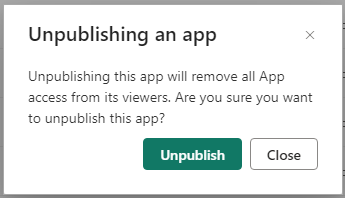 Unpublishing an app
Unpublishing this app will remove all App
access from its viewers. Are you sure you want
to unpublish this app?
Unpublish
Close